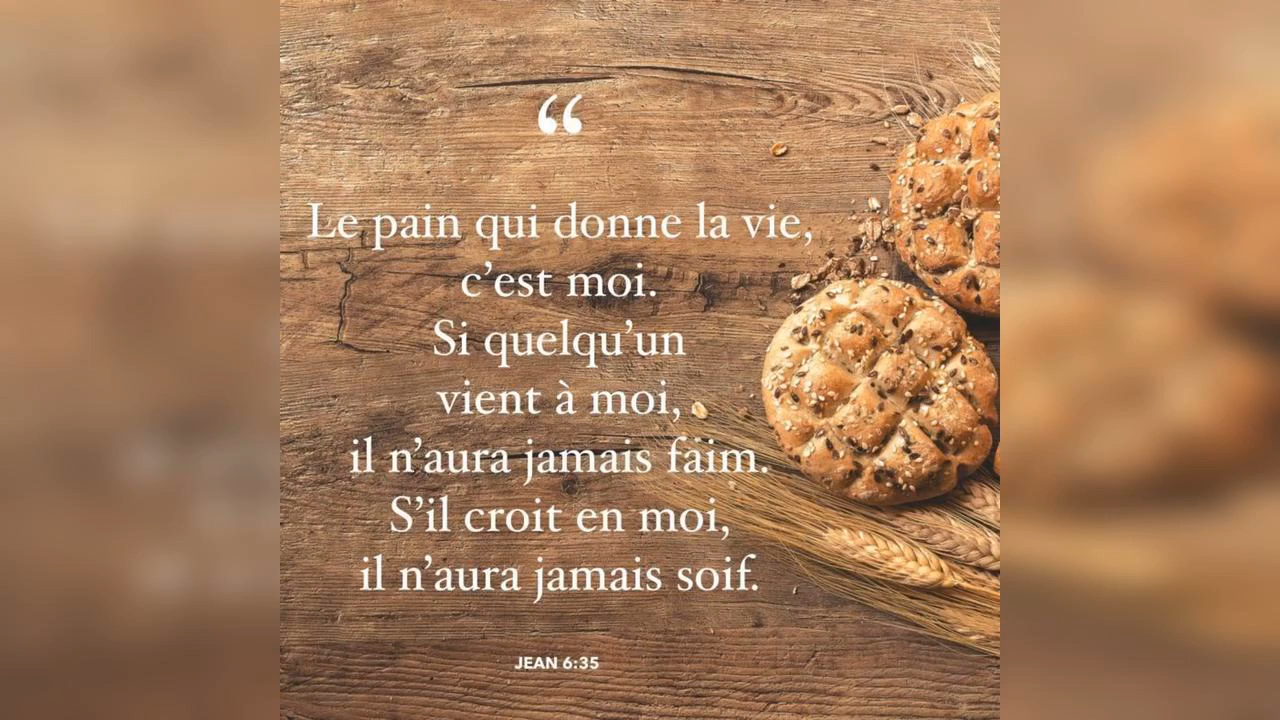 “
Le pain qui donne la vie,
c’est moi.
Si quelqu’un
vient à moi,
il n’aura jamais faim.
S’il croit en moi,
il n’aura jamais soif.
JEAN 6:35